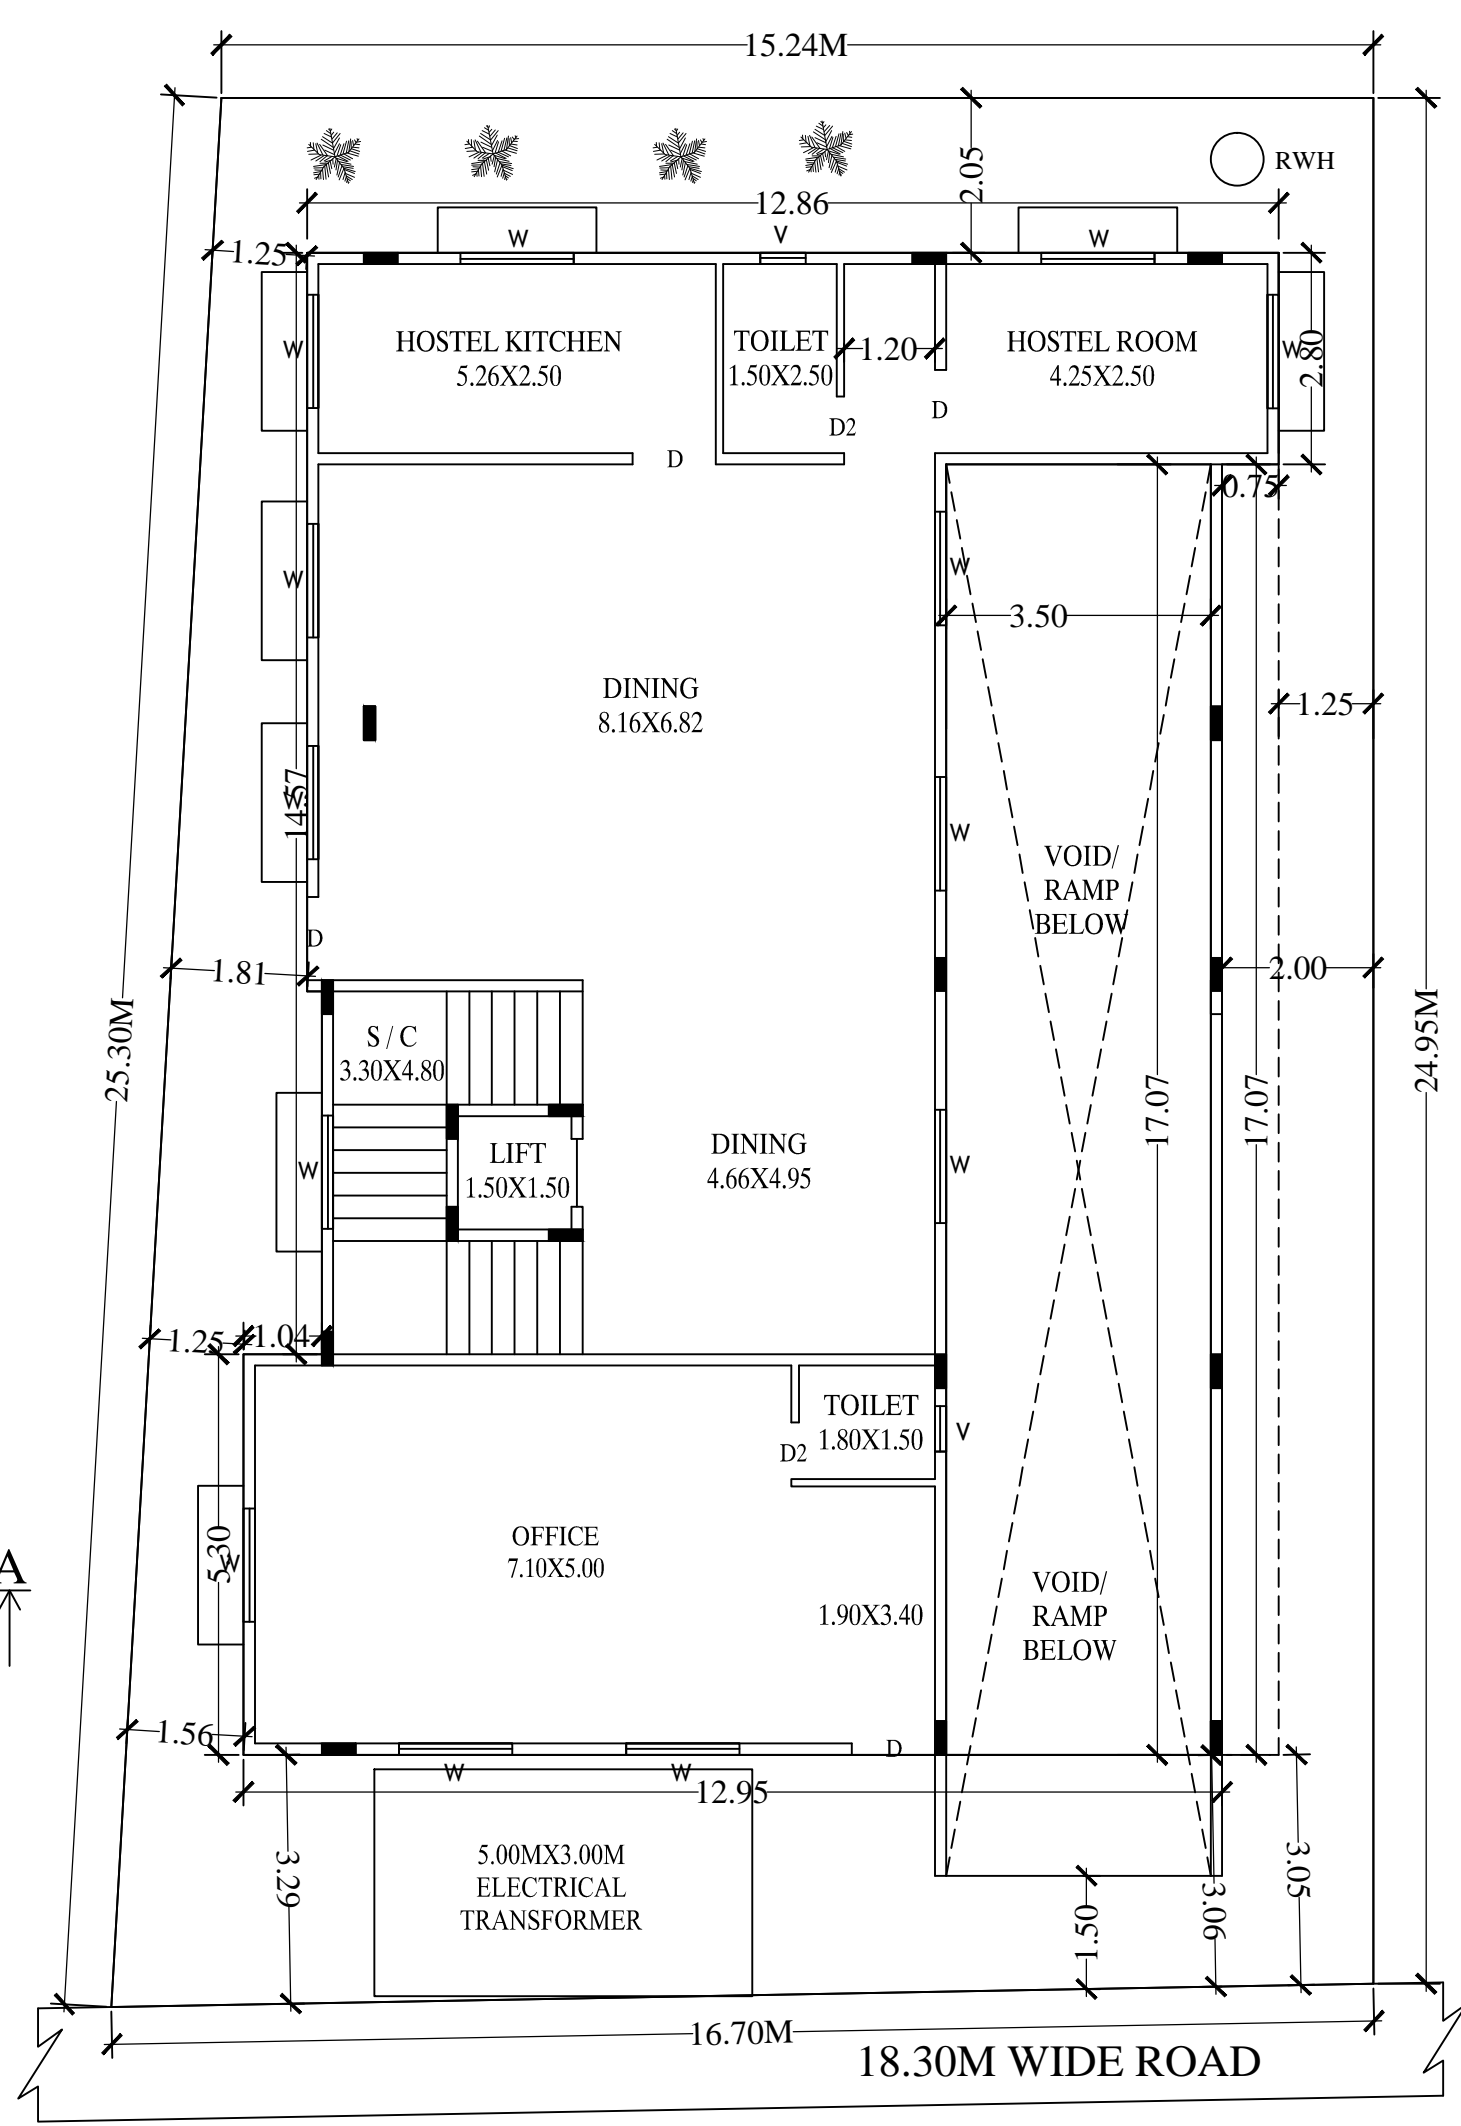 15.24M
RWH
2.05
12.86
W
V
W
1.25
HOSTEL KITCHEN
5.26X2.50
TOILET
1.50X2.50
1.20
HOSTEL ROOM
4.25X2.50
W
W
2.80
D2
D
D
0.75
W
W
3.50
DINING
8.16X6.82
1.25
W
14.57
W
VOID/
RAMP
BELOW
D
1.81
2.00
25.30M
24.95M
S / C
3.30X4.80
17.07
17.07
LIFT
1.50X1.50
DINING
4.66X4.95
W
W
1.25
1.04
TOILET
1.80X1.50
V
D2
A
5.30
W
OFFICE
7.10X5.00
1.90X3.40
VOID/
RAMP
BELOW
1.56
D
W
W
12.95
3.29
5.00MX3.00M
ELECTRICAL
TRANSFORMER
1.50
3.06
3.05
16.70M
18.30M WIDE ROAD